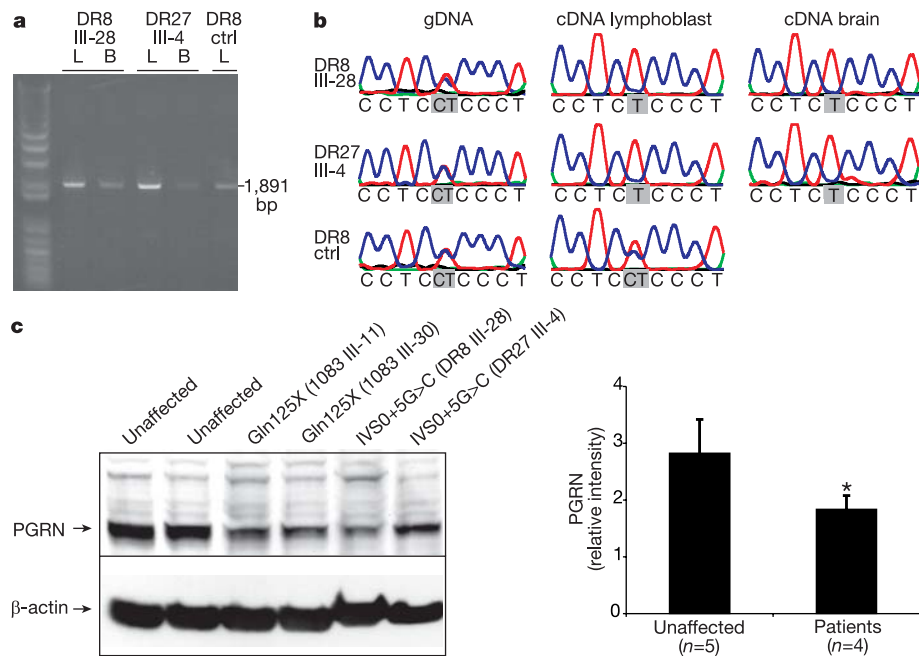 a
DR8 DR27 DR8
III-28 III-4 ctrl
L B L B L
1,891
bp
b
gDNA cDNA lymphoblast cDNA brain
DR8
III-28
C C T C CT C C C T
C C T C T C C C T
C C T C T C C C T
DR27
III-4
C C T C CT C C C T
C C T C T C C C T
C C T C T C C C T
DR8
ctrl
C C T C CT C C C T
C C T C CT C C C T
c
Unaffected
Unaffected
Gln125X (1083 III-11)
Gln125X (1083 III-30)
IVS0+5G>C (DR8 III-28)
IVS0+5G>C (DR27 III-4)
PGRN
β-actin
PGRN
(relative intensity)
4
3
2
1
0
*
Unaffected
(n=5)
Patients
(n=4)